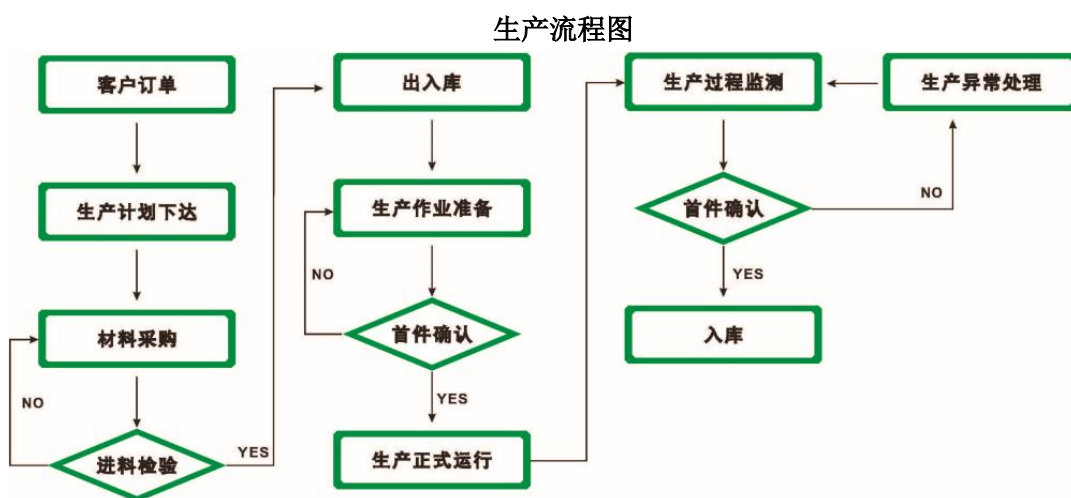 生产流程图
客户订单
生产计划下达
材料采购
NO
进料检验
YES
出入库
生产作业准备
NO
首件确认
YES
生产正式运行
生产过程监测
生产异常处理
首件确认
NO
YES
入库